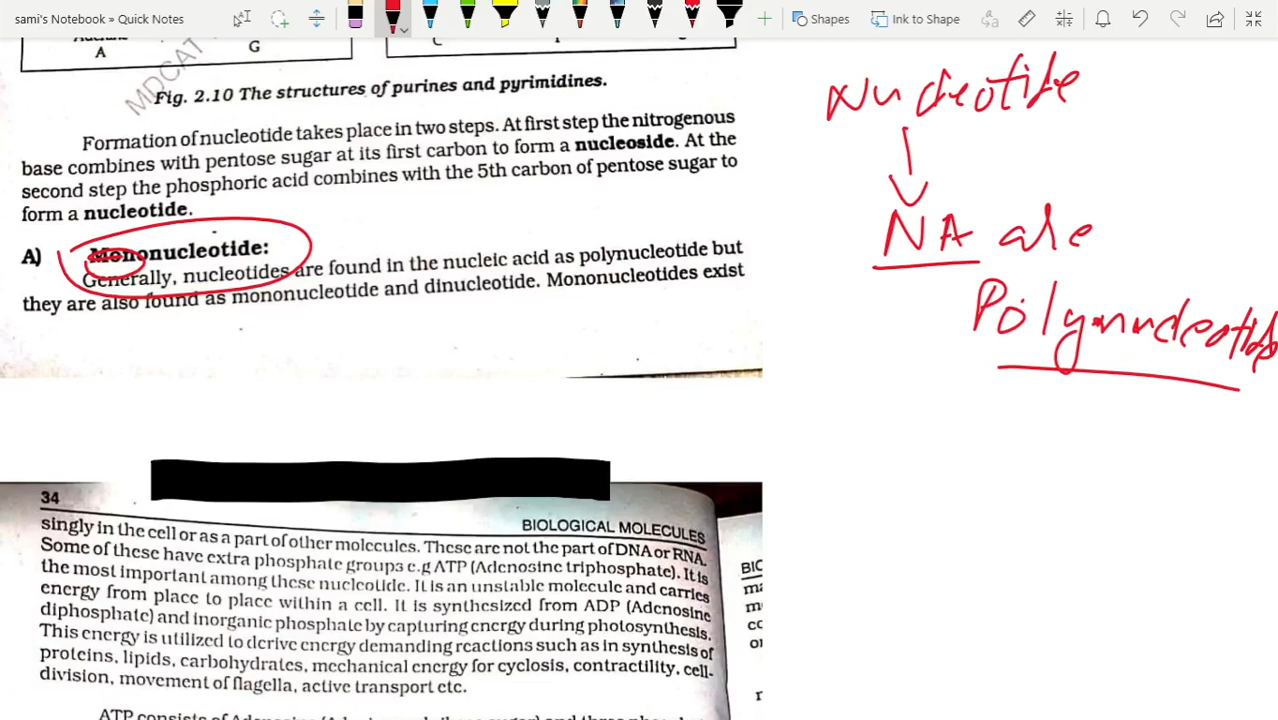 sami's Notebook » Quick Notes
Shapes
Ink to Shape
A
G
MDCAT
Fig. 2.10 The structures of purines and pyrimidines.
Formation of nucleotide takes place in two steps. At first step the nitrogenous
base combines with pentose sugar at its first carbon to form a nucleoside. At the
second step the phosphoric acid combines with the 5th carbon of pentose sugar to
form a nucleotide.
A) Mononucleotide:
Generally, nucleotides are found in the nucleic acid as polynucleotide but
they are also found as mononucleotide and dinucleotide. Mononucleotides exist
34
BIOLOGICAL MOLECULES
singly in the cell or as a part of other molecules. These are not the part of DNA or RNA.
Some of these have extra phosphate groups e.g ATP (Adenosine triphosphate). It is
the most important among these nucleotide. It is an unstable molecule and carries
energy from place to place within a cell. It is synthesized from ADP (Adenosine
diphosphate) and inorganic phosphate by capturing energy during photosynthesis.
This energy is utilized to derive energy demanding reactions such as in synthesis of
proteins, lipids, carbohydrates, mechanical energy for cyclosis, contractility, cell-
division, movement of flagella, active transport etc.
ATP consists of
Nucleotide
NA are
Polynucleotide
BIO